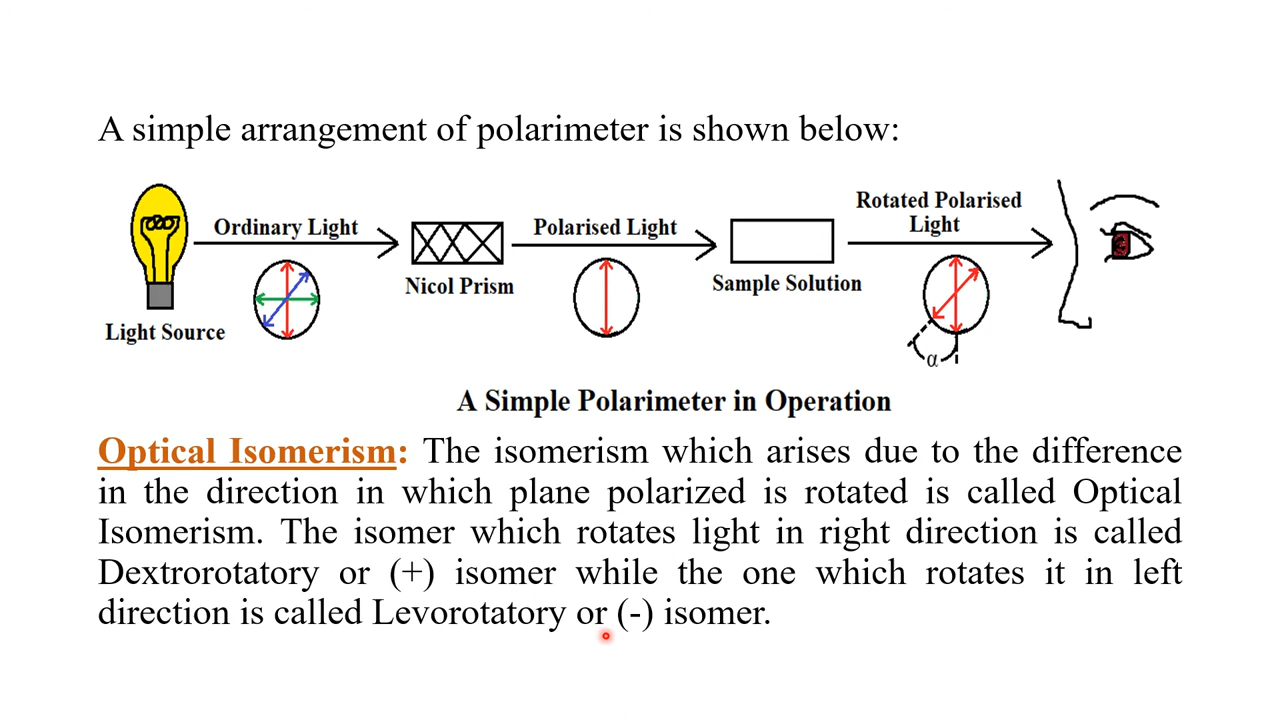 A simple arrangement of polarimeter is shown below:
Ordinary Light
Polarised Light
Rotated Polarised
Light
Nicol Prism
Sample Solution
Light Source
α
A Simple Polarimeter in Operation
Optical Isomerism: The isomerism which arises due to the difference
in the direction in which plane polarized is rotated is called Optical
Isomerism. The isomer which rotates light in right direction is called
Dextrorotatory or (+) isomer while the one which rotates it in left
direction is called Levorotatory or (-) isomer.